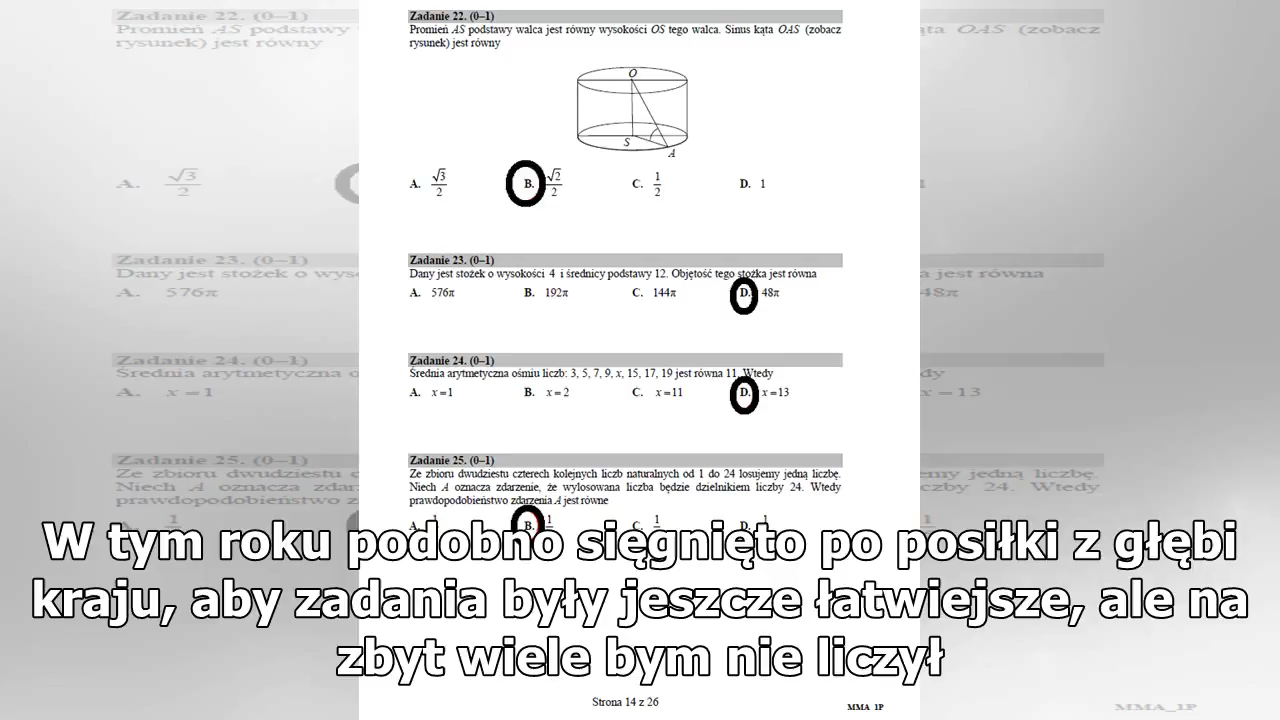 Zadanie 22. (0–1)
Promień AS podstawy walca jest równy wysokości OS tego walca. Sinus kąta OAS (zobacz
rysunek) jest równy
O
S
A
A. √3/2 B. √2/2 C. 1/2 D. 1
Zadanie 23. (0–1)
Dany jest stożek o wysokości 4 i średnicy podstawy 12. Objętość tego stożka jest równa
A. 576π B. 192π C. 144π D. 48π
Zadanie 24. (0–1)
Średnia arytmetyczna ośmiu liczb: 3, 5, 7, 9, x, 15, 17, 19 jest równa 11. Wtedy
A. x=1 B. x=2 C. x=11 D. x=13
Zadanie 25. (0–1)
Ze zbioru dwudziestu czterech kolejnych liczb naturalnych od 1 do 24 losujemy jedną liczbę.
Niech A oznacza zdarzenie, że wylosowana liczba będzie dzielnikiem liczby 24. Wtedy
prawdopodobieństwo zdarzenia A jest równe
A. B. C. D.
W tym roku podobno sięgnięto po posiłki z głębi
kraju, aby zadania były jeszcze łatwiejsze, ale na
zbyt wiele bym nie liczył
Strona 14 z 26
MMA_1P